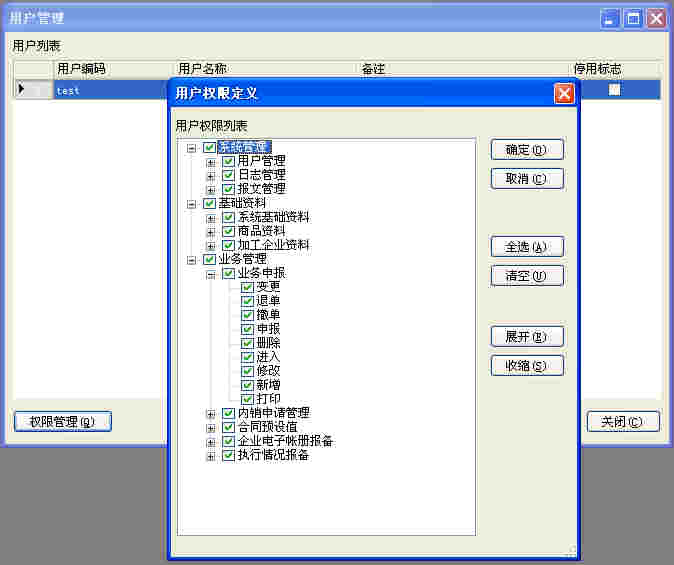 用户管理
用户列表
用户编码 用户名称 备注 停用标志
test
用户权限定义
用户权限列表
系统管理
用户管理
日志管理
报文管理
基础资料
系统基础资料
商品资料
加工企业资料
业务管理
业务申报
变更
退单
撤单
申报
删除
进入
修改
新增
打印
内销申请管理
合同预设值
企业电子帐册报备
执行情况报备
确定(O)
取消(C)
全选(A)
清空(U)
展开(E)
收缩(S)
权限管理(R)
关闭(C)